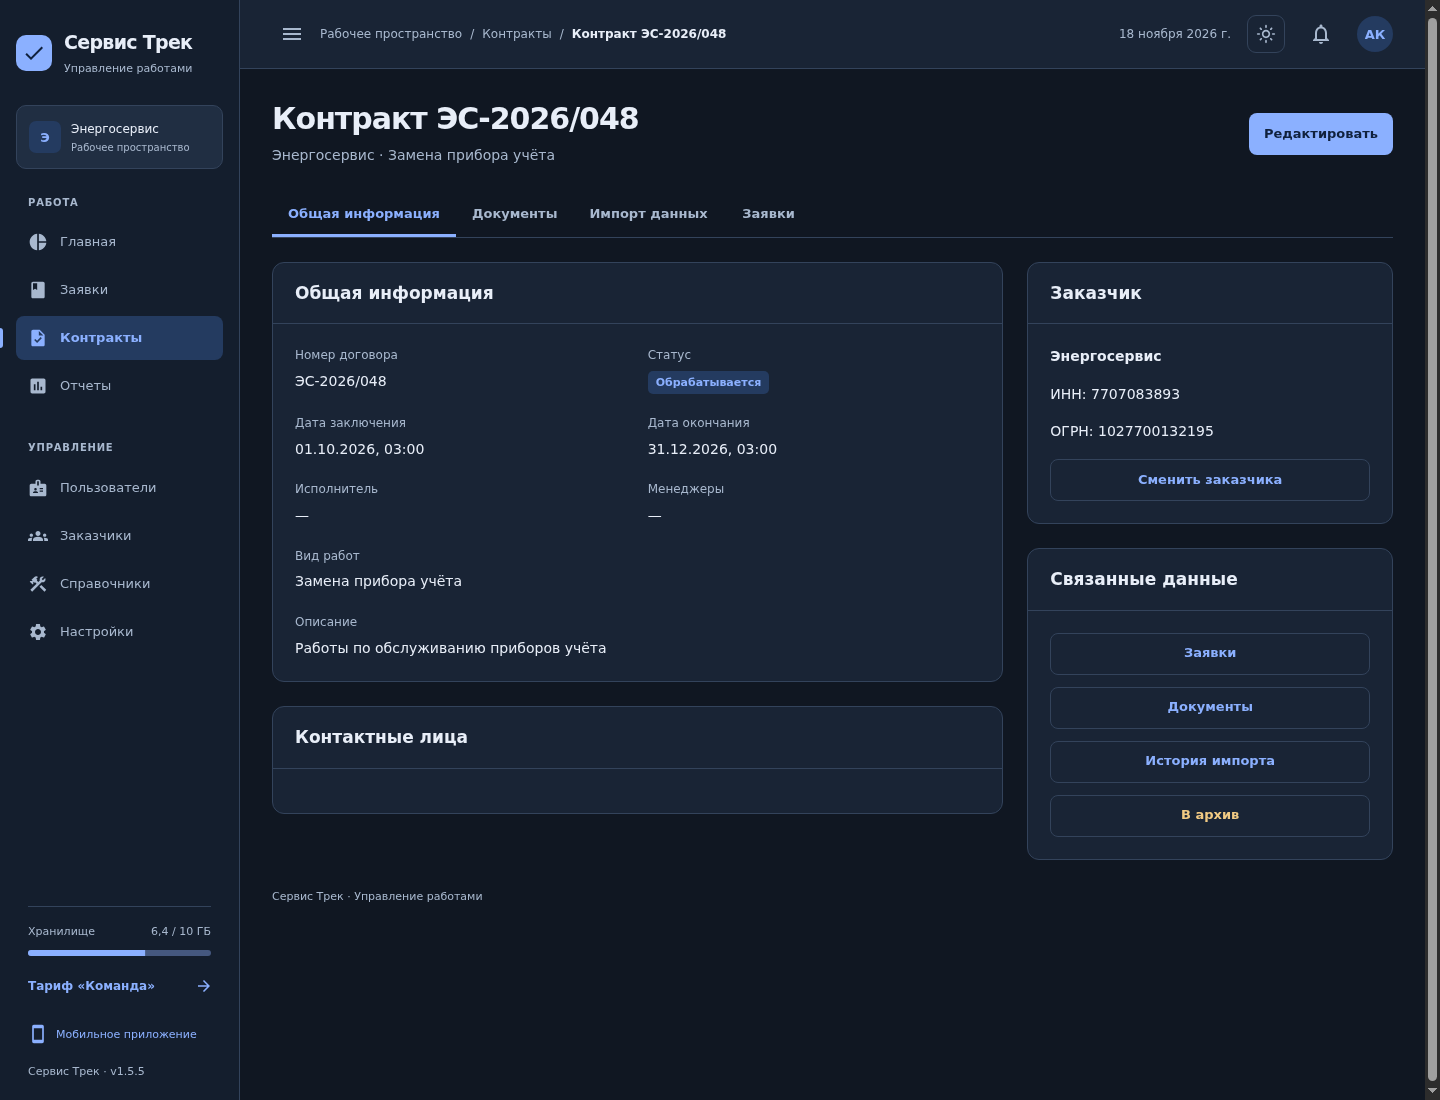 Сервис Трек
Управление работами
Э
Энергосервис
Рабочее пространство
РАБОТА
Главная
Заявки
Контракты
Отчеты
УПРАВЛЕНИЕ
Пользователи
Заказчики
Справочники
Настройки
Хранилище 6,4 / 10 ГБ
Тариф «Команда»
Мобильное приложение
Сервис Трек · v1.5.5
Рабочее пространство / Контракты / Контракт ЭС-2026/048
18 ноября 2026 г.
АК
Контракт ЭС-2026/048
Энергосервис · Замена прибора учёта
Редактировать
Общая информация Документы Импорт данных Заявки
Общая информация
Номер договора Статус
ЭС-2026/048 Обрабатывается
Дата заключения Дата окончания
01.10.2026, 03:00 31.12.2026, 03:00
Исполнитель Менеджеры
— —
Вид работ
Замена прибора учёта
Описание
Работы по обслуживанию приборов учёта
Контактные лица
Заказчик
Энергосервис
ИНН: 7707083893
ОГРН: 1027700132195
Сменить заказчика
Связанные данные
Заявки
Документы
История импорта
В архив
Сервис Трек · Управление работами